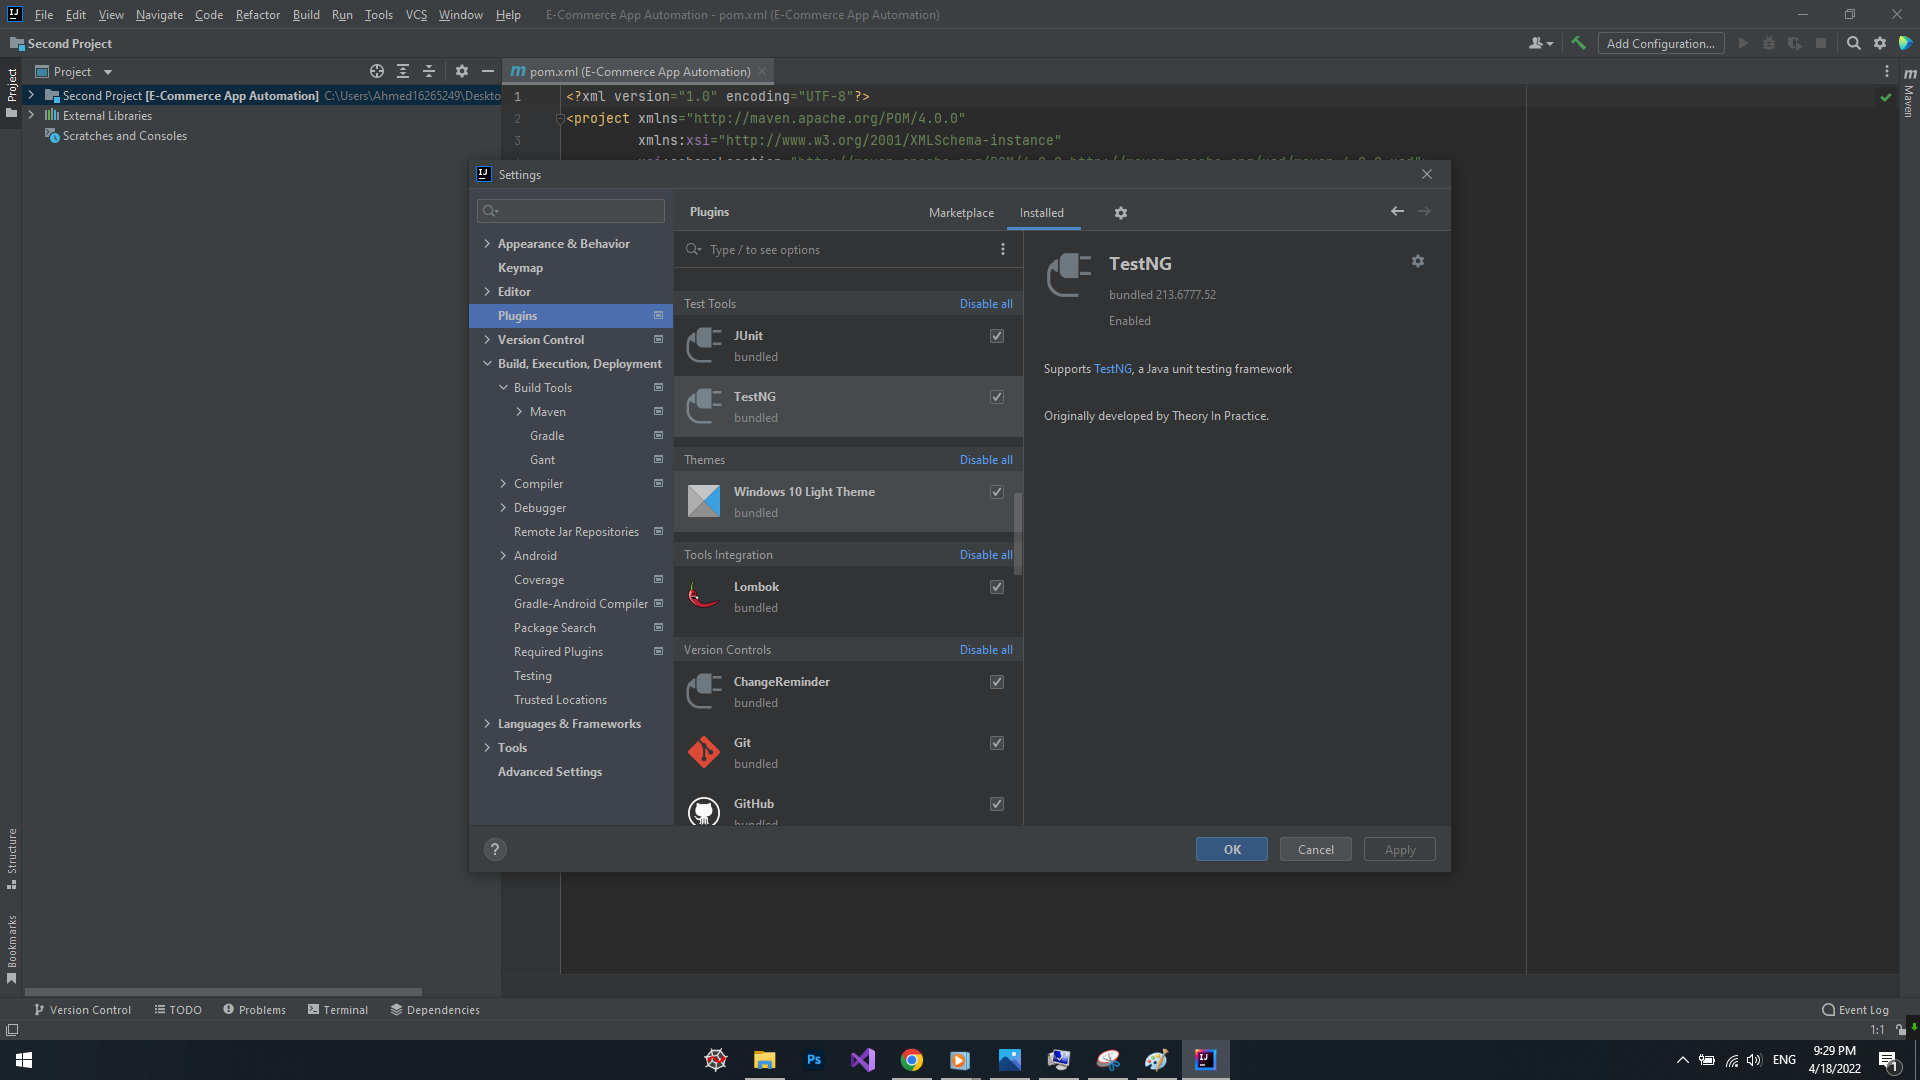 File Edit View Navigate Code Refactor Build Run Tools VCS Window Help E-Commerce App Automation - pom.xml (E-Commerce App Automation)
Second Project
Add Configuration...
Project
Project
pom.xml (E-Commerce App Automation)
Maven
Second Project [E-Commerce App Automation] C:\Users\Ahmed16265249\Deskto
External Libraries
Scratches and Consoles
1 <?xml version="1.0" encoding="UTF-8"?>
2 <project xmlns="http://maven.apache.org/POM/4.0.0"
3 xmlns:xsi="http://www.w3.org/2001/XMLSchema-instance"
Settings
Appearance & Behavior
Keymap
Editor
Plugins
Version Control
Build, Execution, Deployment
Build Tools
Maven
Gradle
Gant
Compiler
Debugger
Remote Jar Repositories
Android
Coverage
Gradle-Android Compiler
Package Search
Required Plugins
Testing
Trusted Locations
Languages & Frameworks
Tools
Advanced Settings
Plugins Marketplace Installed
Type / to see options
Test Tools Disable all
JUnit
bundled
TestNG
bundled
Themes Disable all
Windows 10 Light Theme
bundled
Tools Integration Disable all
Lombok
bundled
Version Controls Disable all
ChangeReminder
bundled
Git
bundled
GitHub
bundled
TestNG
bundled 213.6777.52
Enabled
Supports TestNG, a Java unit testing framework
Originally developed by Theory In Practice.
? OK Cancel Apply
Structure
Bookmarks
Version Control TODO Problems Terminal Dependencies Event Log
1:1
Ps
ENG
9:29 PM
4/18/2022
1